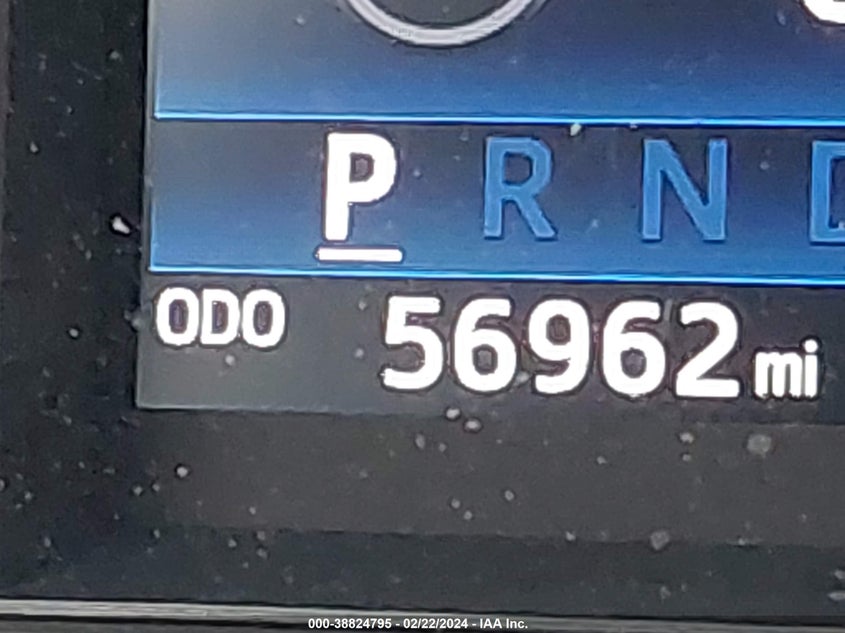 P R N D
ODO 56962 mi
000-38824795 - 02/22/2024 - IAA Inc.